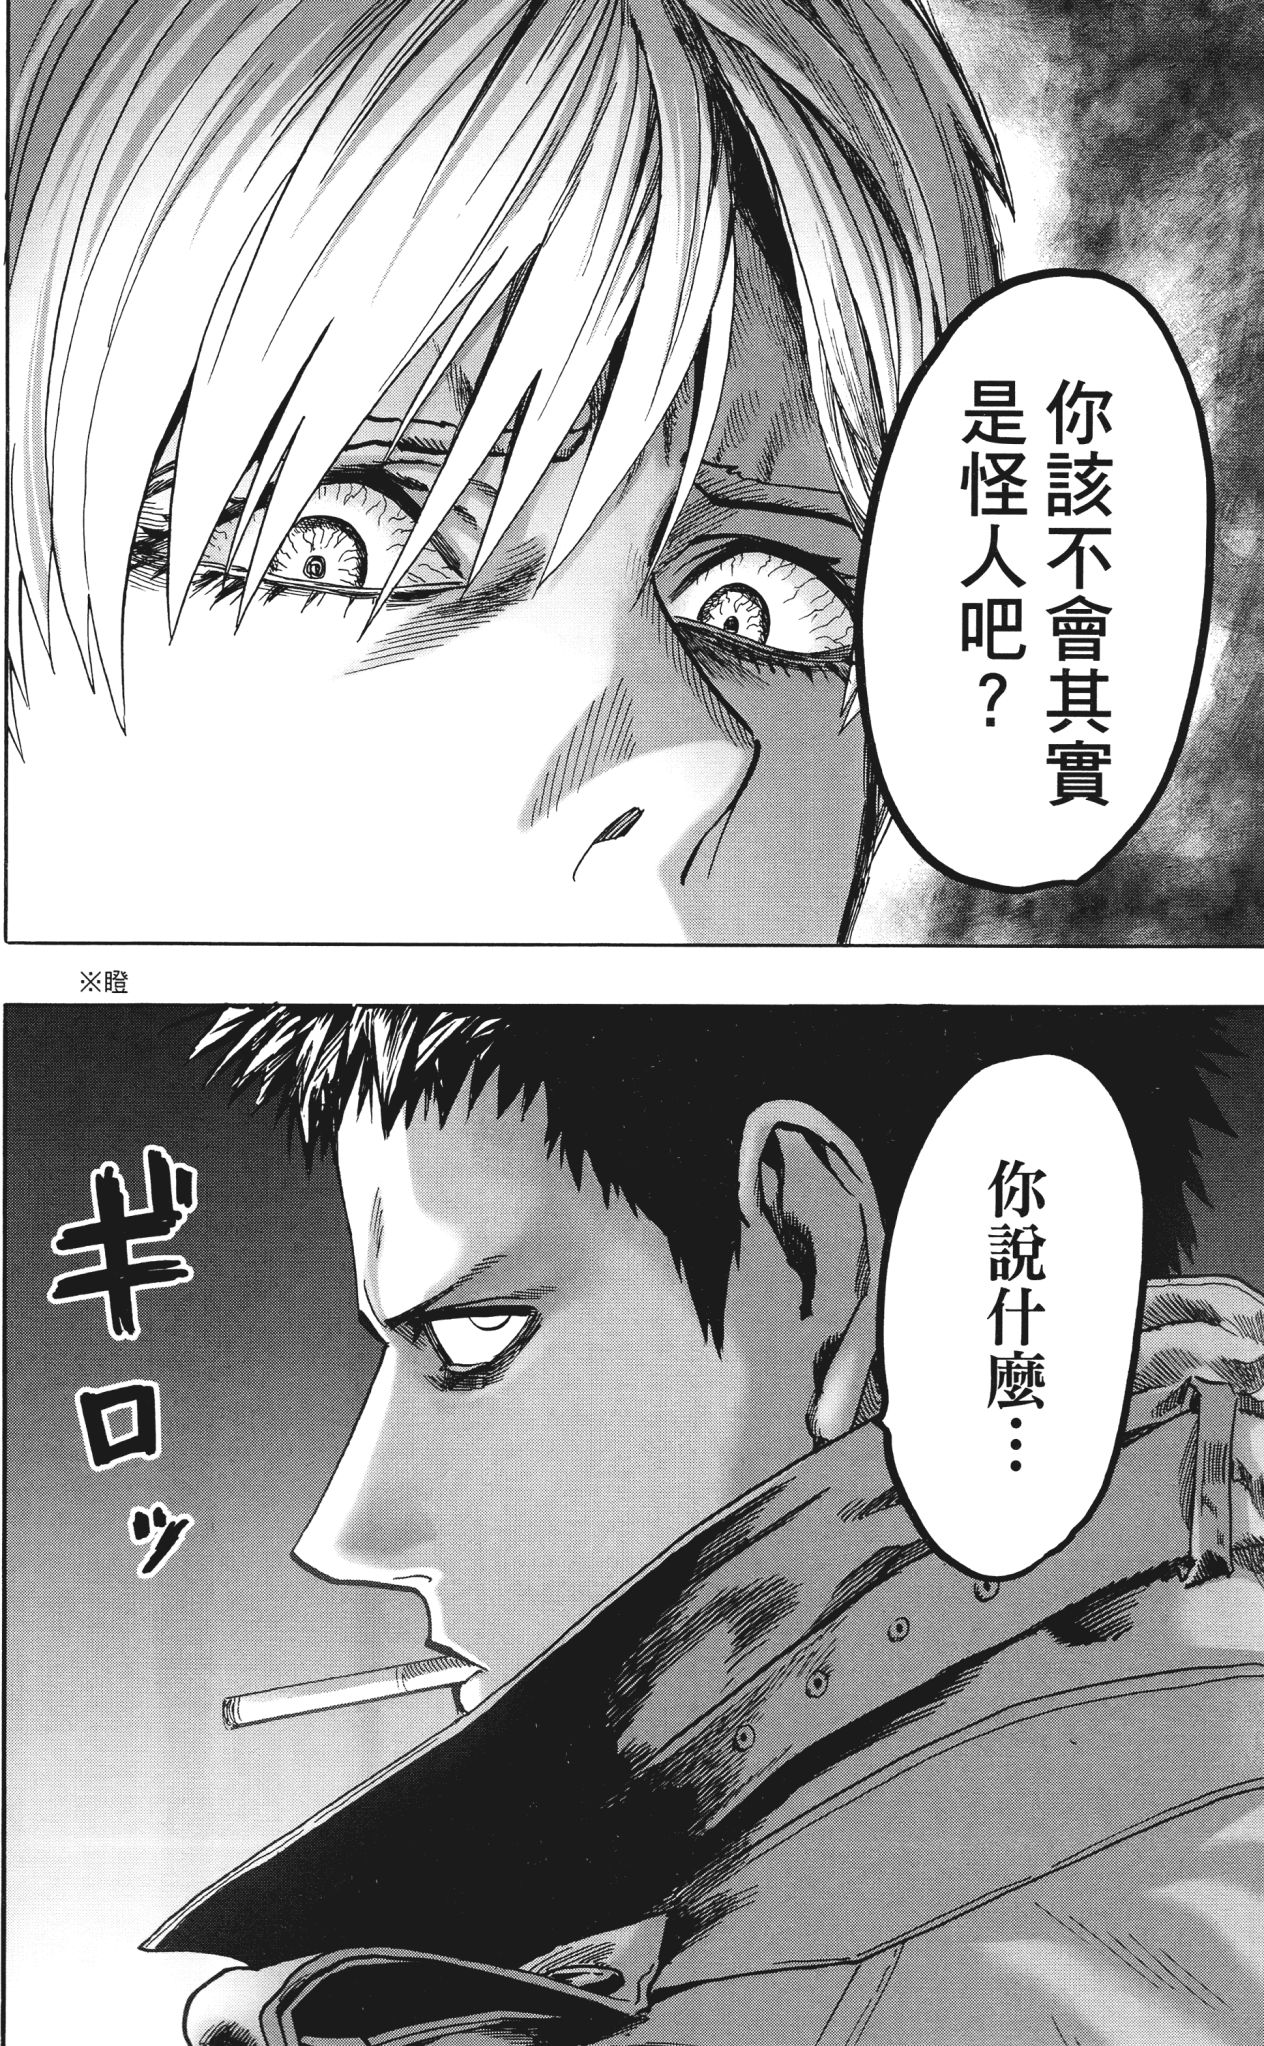 你該不會其實
是怪人吧？
※瞪
你說什麼…
ギロッ